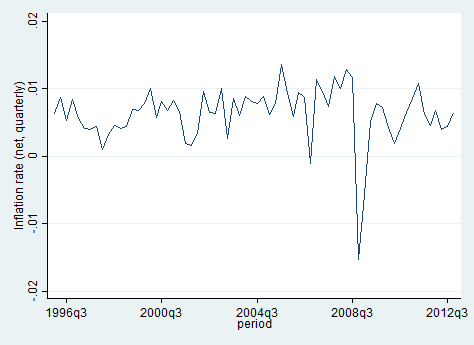 .02
.01
0
-.01
-.02
Inflation rate (net, quarterly)
1996q3 2000q3 2004q3 2008q3 2012q3
period